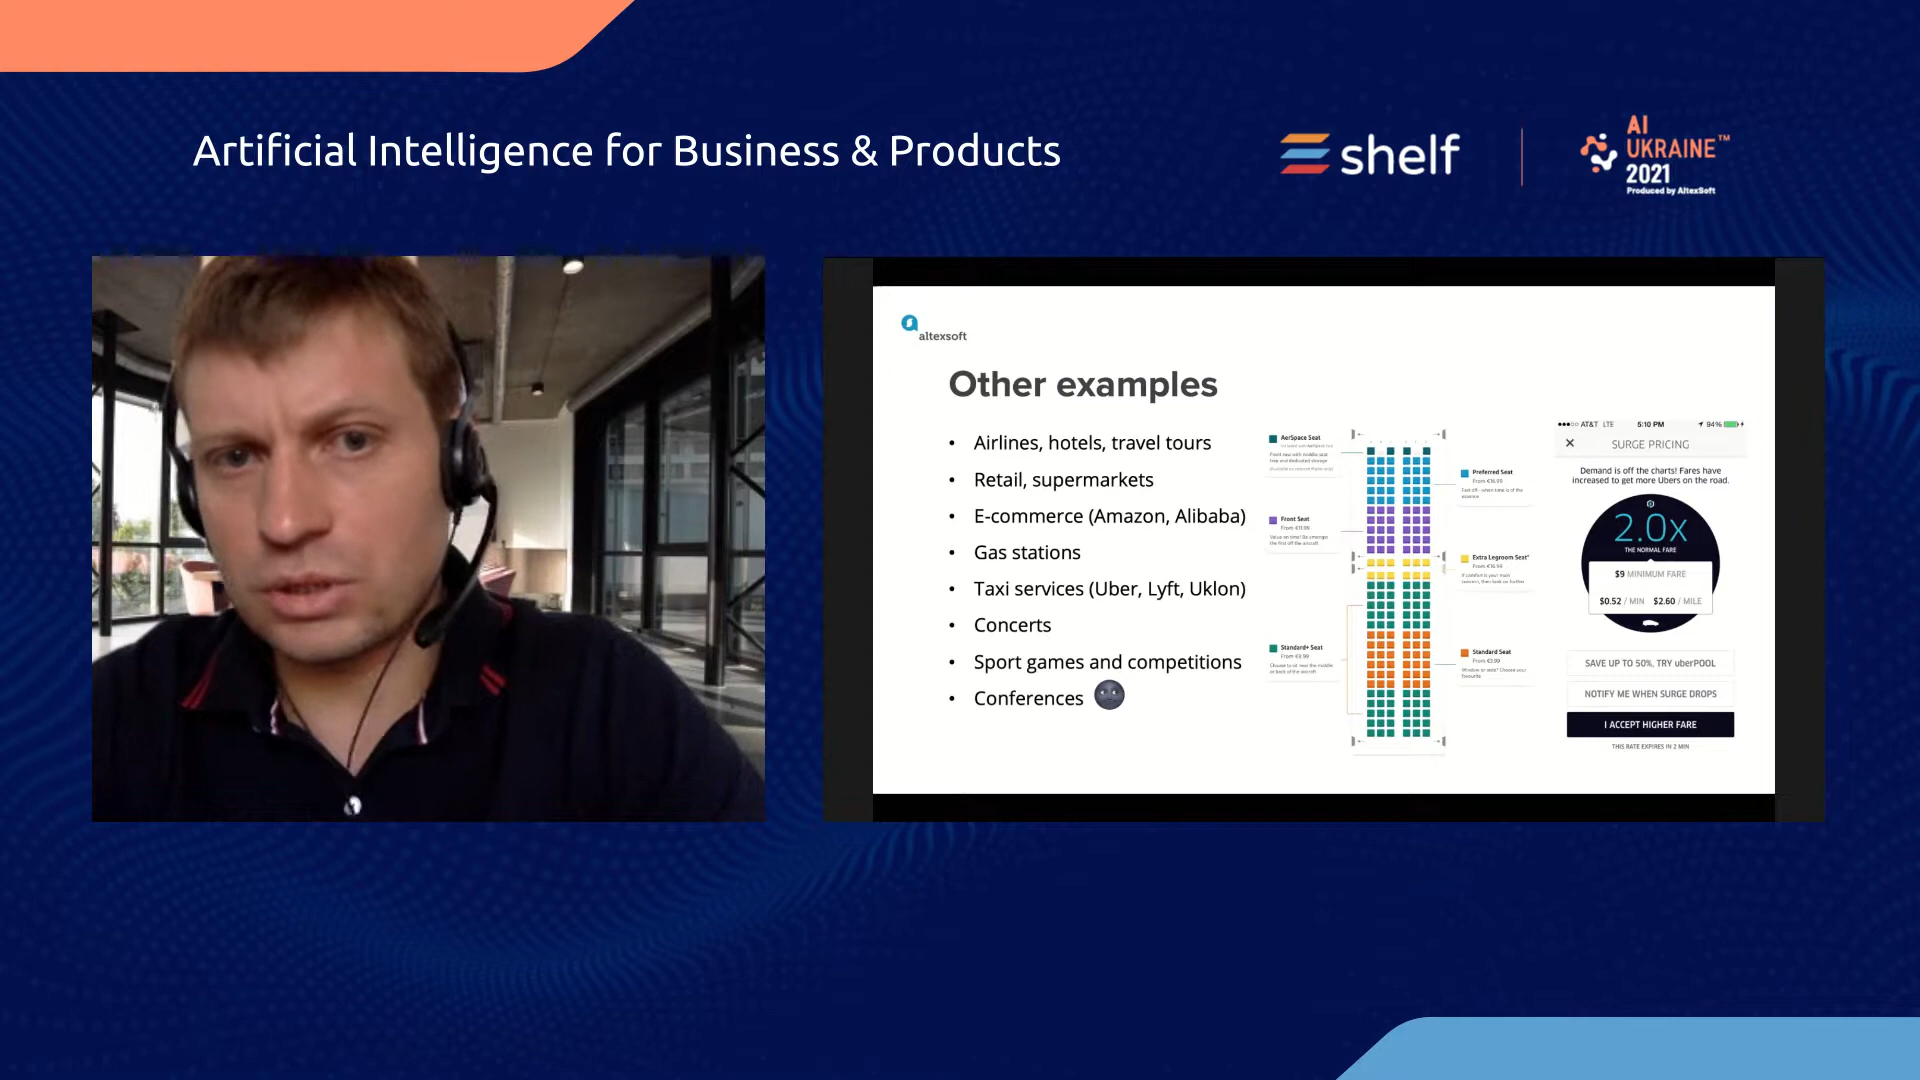 Artificial Intelligence for Business & Products
shelf
AI
UKRAINE™
2021
Produced by AltexSoft
altexsoft
Other examples
• Airlines, hotels, travel tours
• Retail, supermarkets
• E-commerce (Amazon, Alibaba)
• Gas stations
• Taxi services (Uber, Lyft, Uklon)
• Concerts
• Sport games and competitions
• Conferences
AerSpace Seat
Front Seat
Standard+ Seat
Preferred Seat
Extra Legroom Seat*
Standard Seat
AT&T LTE 5:10 PM 94%
SURGE PRICING
Demand is off the charts! Fares have
increased to get more Ubers on the road.
2.0x
THE NORMAL FARE
$9 MINIMUM FARE
$0.52 / MIN $2.60 / MILE
SAVE UP TO 50%, TRY uberPOOL
NOTIFY ME WHEN SURGE DROPS
I ACCEPT HIGHER FARE
THIS RATE EXPIRES IN 2 MIN